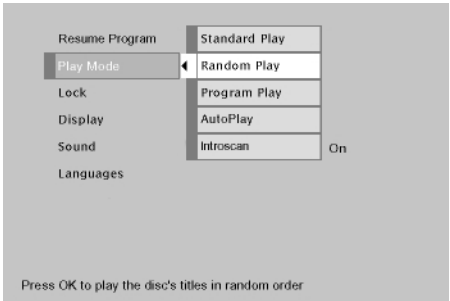 Resume Program Standard Play
Play Mode Random Play
Lock Program Play
Display AutoPlay
Sound Introscan On
Languages
Press OK to play the disc's titles in random order